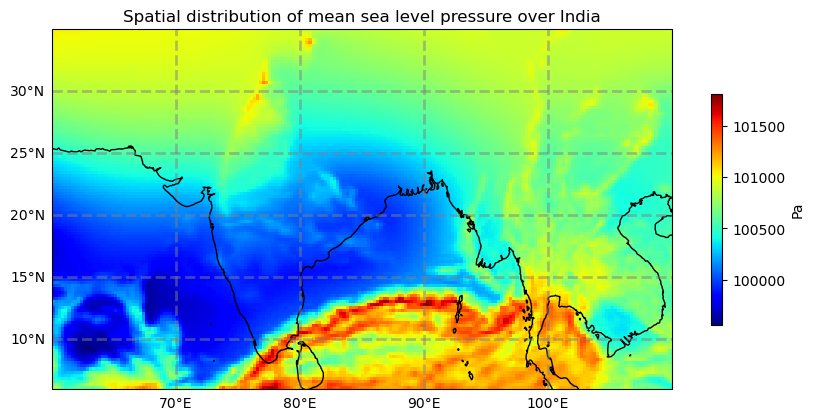 Spatial distribution of mean sea level pressure over India
30°N
25°N
20°N
15°N
10°N
70°E
80°E
90°E
100°E
101500
101000
100500
100000
Pa